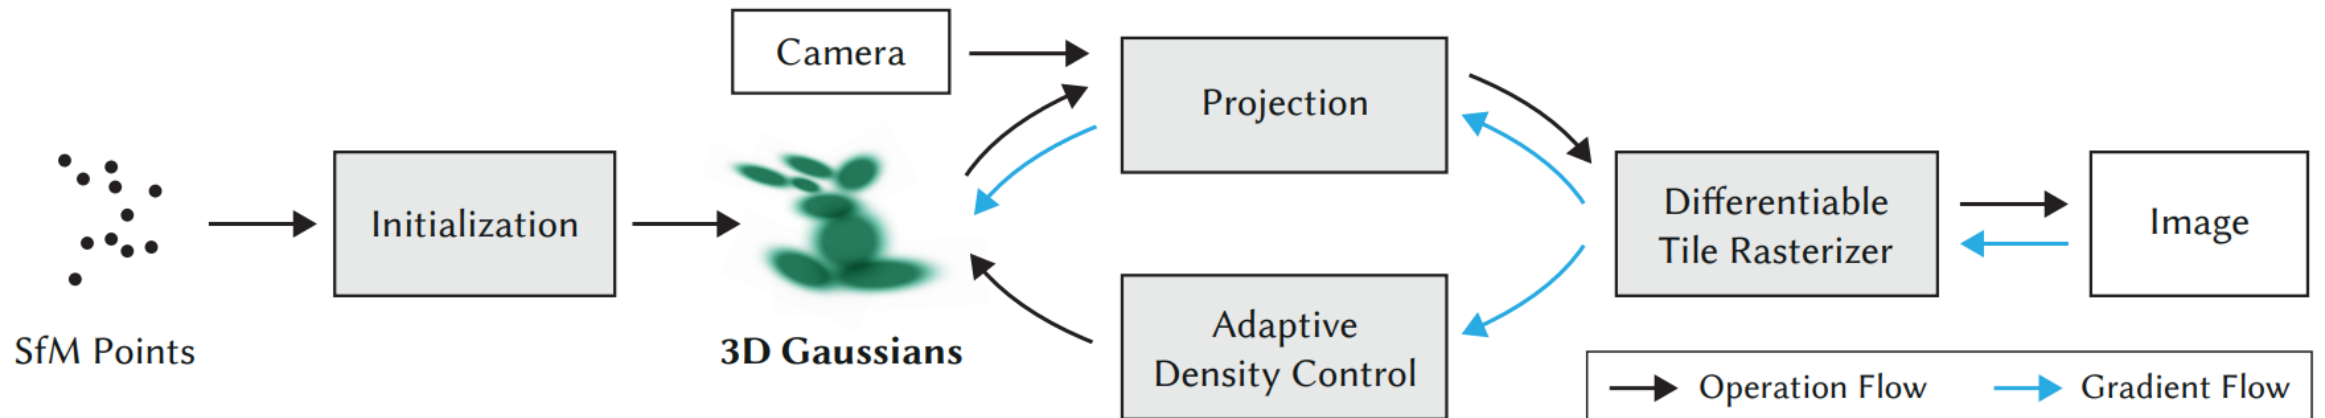 Camera
Projection
Initialization
Differentiable
Tile Rasterizer
Image
SfM Points
3D Gaussians
Adaptive
Density Control
Operation Flow
Gradient Flow